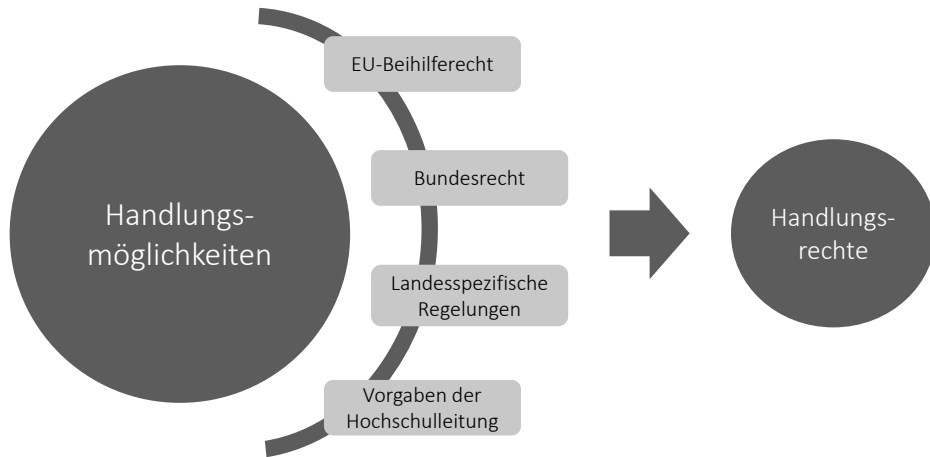 EU-Beihilferecht
Bundesrecht
Handlungs-
möglichkeiten
Landesspezifische
Regelungen
Vorgaben der
Hochschulleitung
Handlungs-
rechte